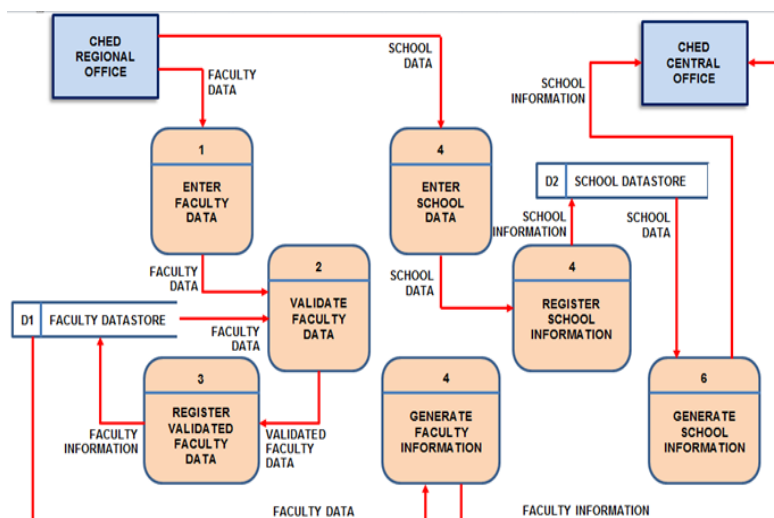 CHED
REGIONAL
OFFICE
SCHOOL
DATA
CHED
CENTRAL
OFFICE
FACULTY
DATA
SCHOOL
INFORMATION
1
ENTER
FACULTY
DATA
4
ENTER
SCHOOL
DATA
D2
SCHOOL DATASTORE
SCHOOL
INFORMATION
SCHOOL
DATA
FACULTY
DATA
2
VALIDATE
FACULTY
DATA
SCHOOL
DATA
4
REGISTER
SCHOOL
INFORMATION
D1
FACULTY DATASTORE
FACULTY
DATA
3
REGISTER
VALIDATED
FACULTY
DATA
4
GENERATE
FACULTY
INFORMATION
6
GENERATE
SCHOOL
INFORMATION
FACULTY
INFORMATION
VALIDATED
FACULTY
DATA
FACULTY DATA
FACULTY INFORMATION